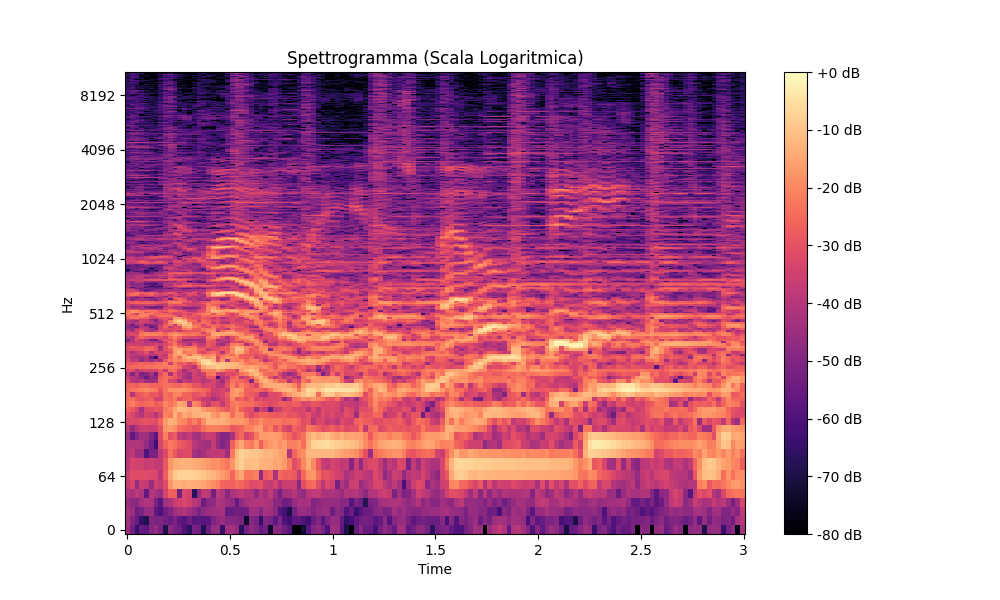 Spettrogramma (Scala Logaritmica)
8192
4096
2048
1024
512
256
128
64
0
Hz
0
0.5
1
1.5
2
2.5
3
Time
+0 dB
-10 dB
-20 dB
-30 dB
-40 dB
-50 dB
-60 dB
-70 dB
-80 dB